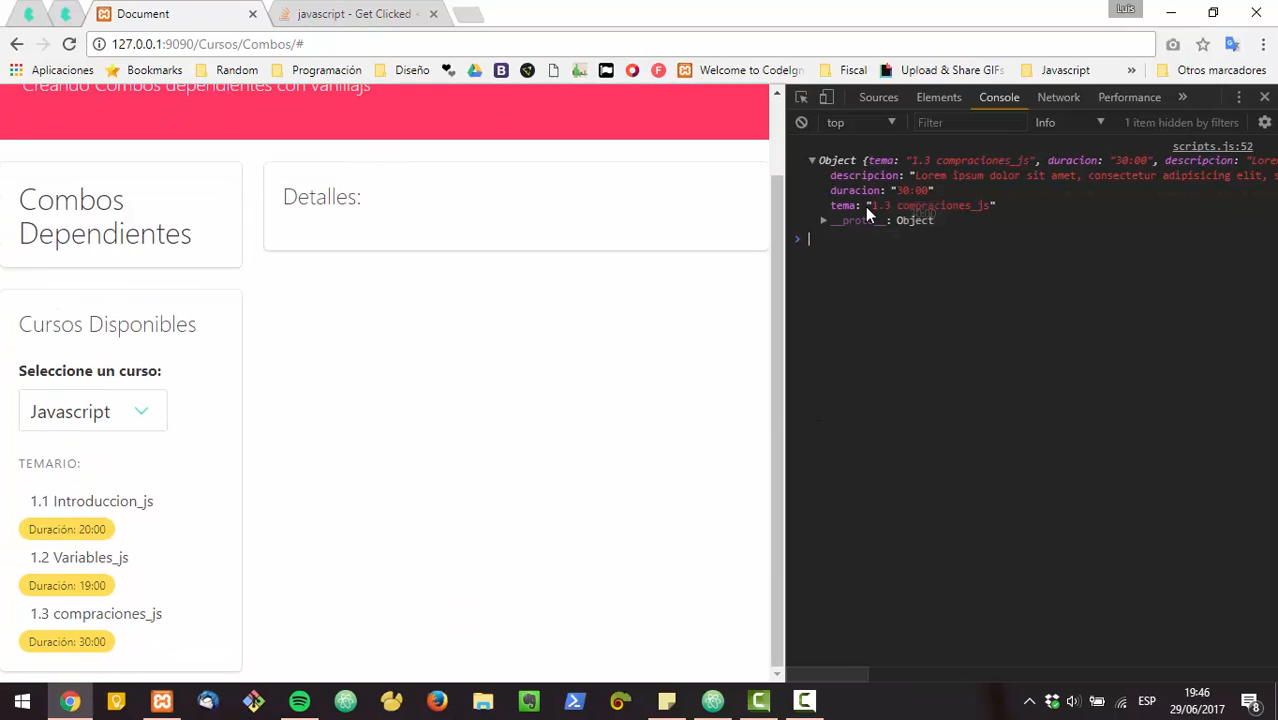 Luis
Document
javascript - Get Clicked
127.0.0.1:9090/Cursos/Combos/#
Aplicaciones
Bookmarks
Random
Programación
Diseño
Welcome to CodeIgn
Fiscal
Upload & Share GIFs
Javascript
»
Otros marcadores
Creando Combos dependientes con vanillajs
Sources
Elements
Console
Network
Performance
»
top
Filter
Info
1 item hidden by filters
scripts.js:52
Object {tema: "1.3 compraciones_js", duracion: "30:00", descripcion: "Lore
descripcion: "Lorem ipsum dolor sit amet, consectetur adipisicing elit, s
duracion: "30:00"
tema: "1.3 compraciones_js"
__proto__: Object
Combos
Dependientes
Detalles:
Cursos Disponibles
Seleccione un curso:
Javascript
TEMARIO:
1.1 Introduccion_js
Duración: 20:00
1.2 Variables_js
Duración: 19:00
1.3 compraciones_js
Duración: 30:00
ESP
15:46
29/06/2017
8